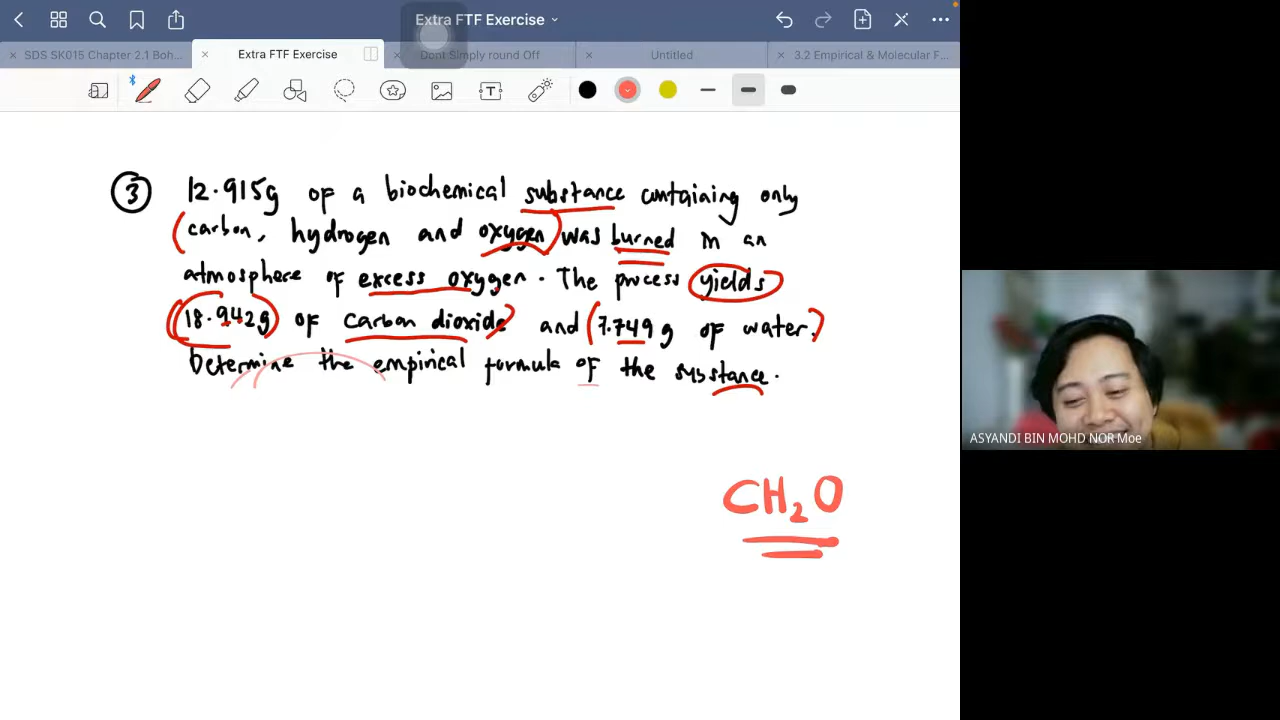 Extra FTF Exercise
SDS SK015 Chapter 2.1 Boh...
Extra FTF Exercise
Dont Simply round Off
Untitled
3.2 Empirical & Molecular F...
T
3 12.915g of a biochemical substance containing only
carbon, hydrogen and oxygen was burned in an
atmosphere of excess oxygen. The process yields
18.942g of carbon dioxide and 7.749 g of water.
Determine the empirical formula of the substance.
CH2O
ASYANDI BIN MOHD NOR Moe